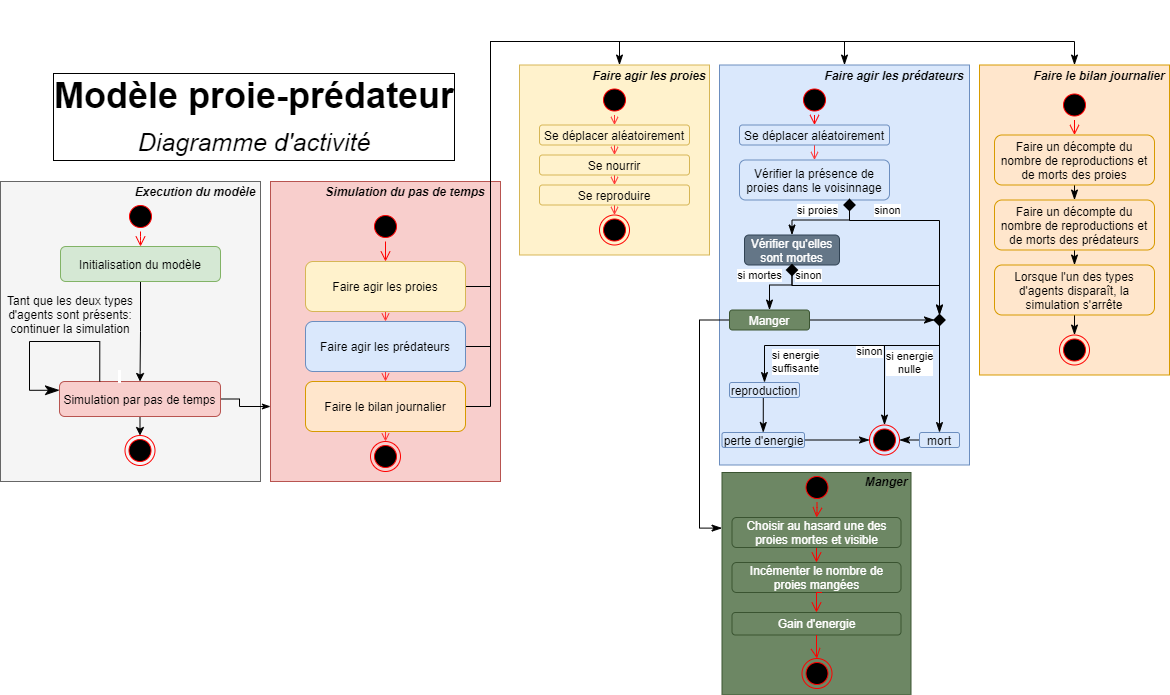 Modèle proie-prédateur
Diagramme d'activité
Execution du modèle
Initialisation du modèle
Tant que les deux types
d'agents sont présents:
continuer la simulation
Simulation par pas de temps
Simulation du pas de temps
Faire agir les proies
Faire agir les prédateurs
Faire le bilan journalier
Faire agir les proies
Se déplacer aléatoirement
Se nourrir
Se reproduire
Faire agir les prédateurs
Se déplacer aléatoirement
Vérifier la présence de
proies dans le voisinnage
si proies
sinon
Vérifier qu'elles
sont mortes
si mortes
sinon
Manger
si energie
suffisante
sinon
si energie
nulle
reproduction
perte d'energie
mort
Faire le bilan journalier
Faire un décompte du
nombre de reproductions et
de morts des proies
Faire un décompte du
nombre de reproductions et
de morts des prédateurs
Lorsque l'un des types
d'agents disparaît, la
simulation s'arrête
Manger
Choisir au hasard une des
proies mortes et visible
Incémenter le nombre de
proies mangées
Gain d'energie